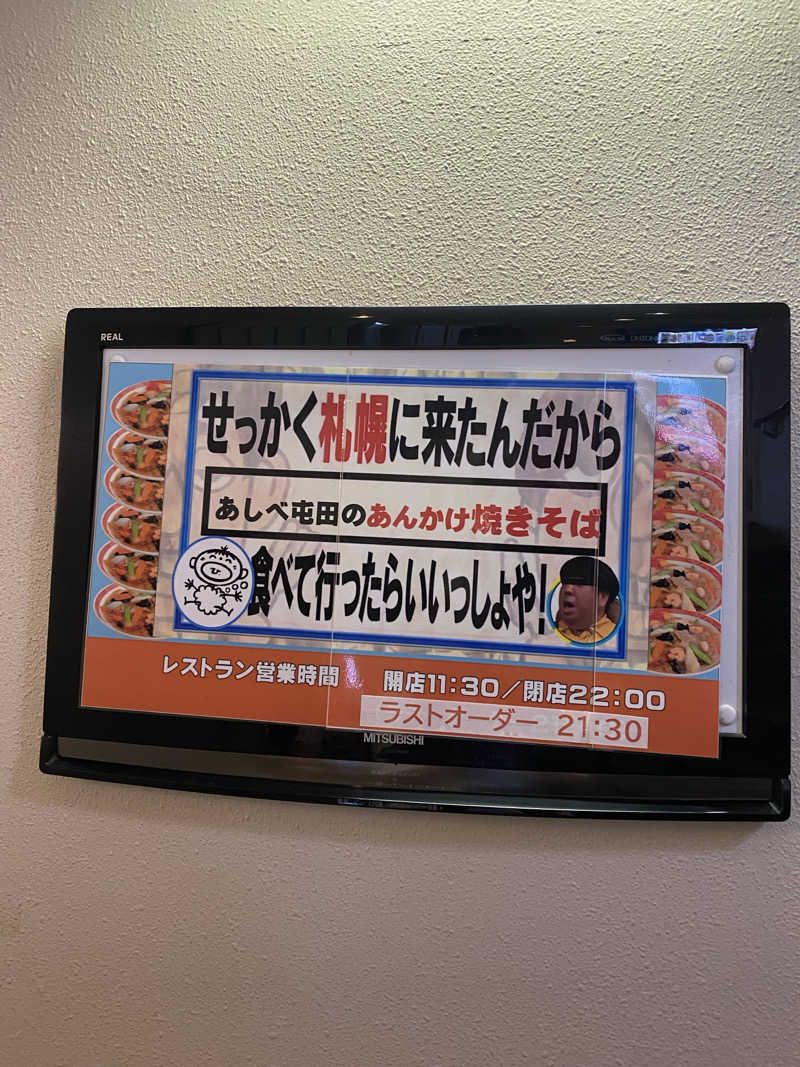 REAL
せっかく札幌に来たんだから
あしべ屯田のあんかけ焼きそば
食べて行ったらいいっしょや!
レストラン営業時間 開店11:30/閉店22:00
ラストオーダー 21:30
MITSUBISHI